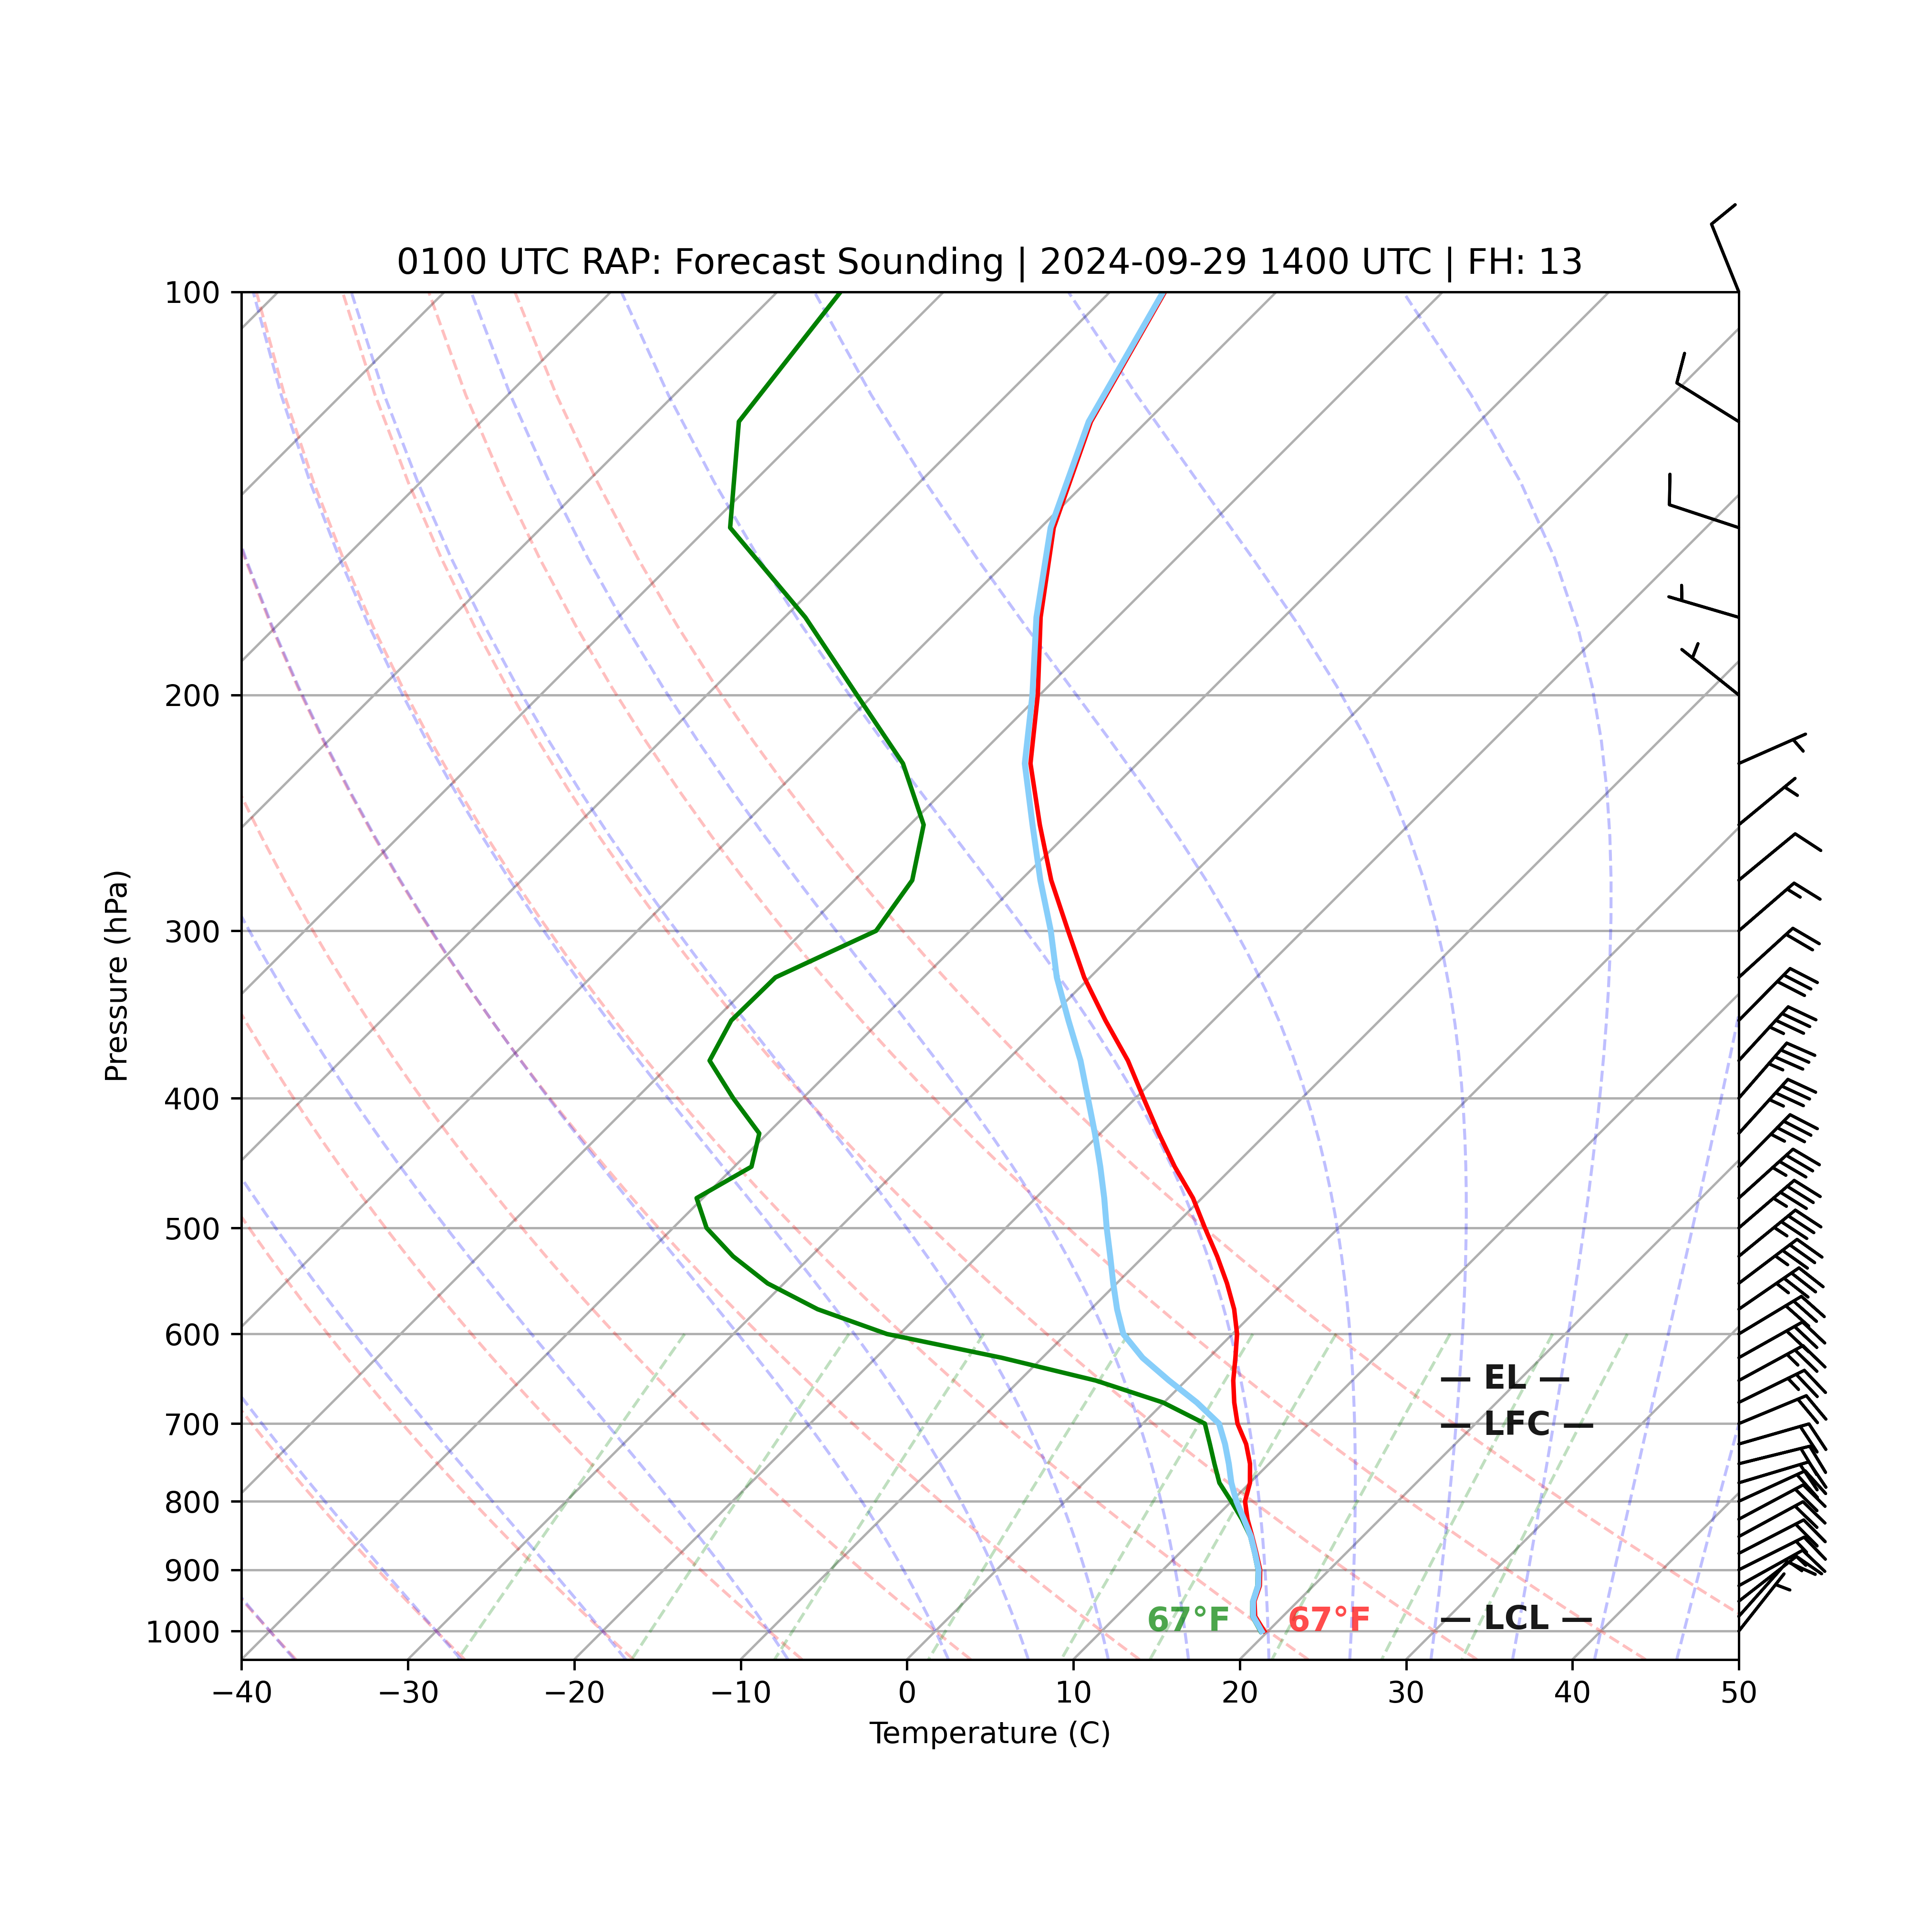 0100 UTC RAP: Forecast Sounding | 2024-09-29 1400 UTC | FH: 13
100
200
300
400
500
600
700
800
900
1000
Pressure (hPa)
— EL —
— LFC —
— LCL —
67°F 67°F
−40 −30 −20 −10 0 10 20 30 40 50
Temperature (C)